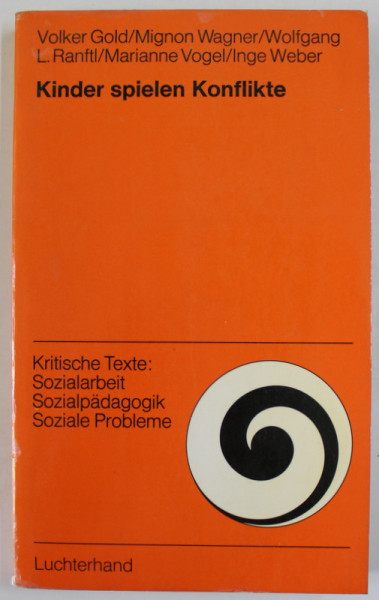 Volker Gold/Mignon Wagner/Wolfgang
L. Ranftl/Marianne Vogel/Inge Weber
Kinder spielen Konflikte
Kritische Texte:
Sozialarbeit
Sozialpädagogik
Soziale Probleme
Luchterhand